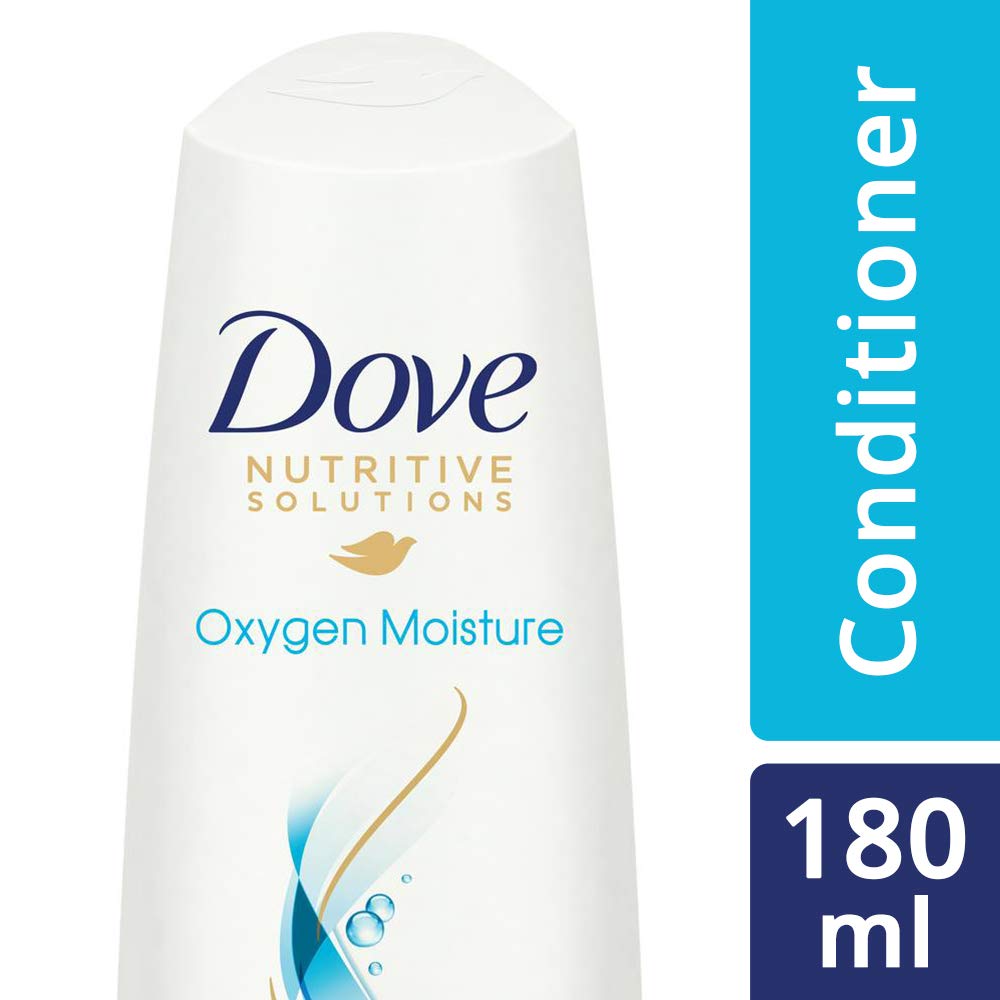 Dove
NUTRITIVE
SOLUTIONS
Oxygen Moisture
Conditioner
180
ml